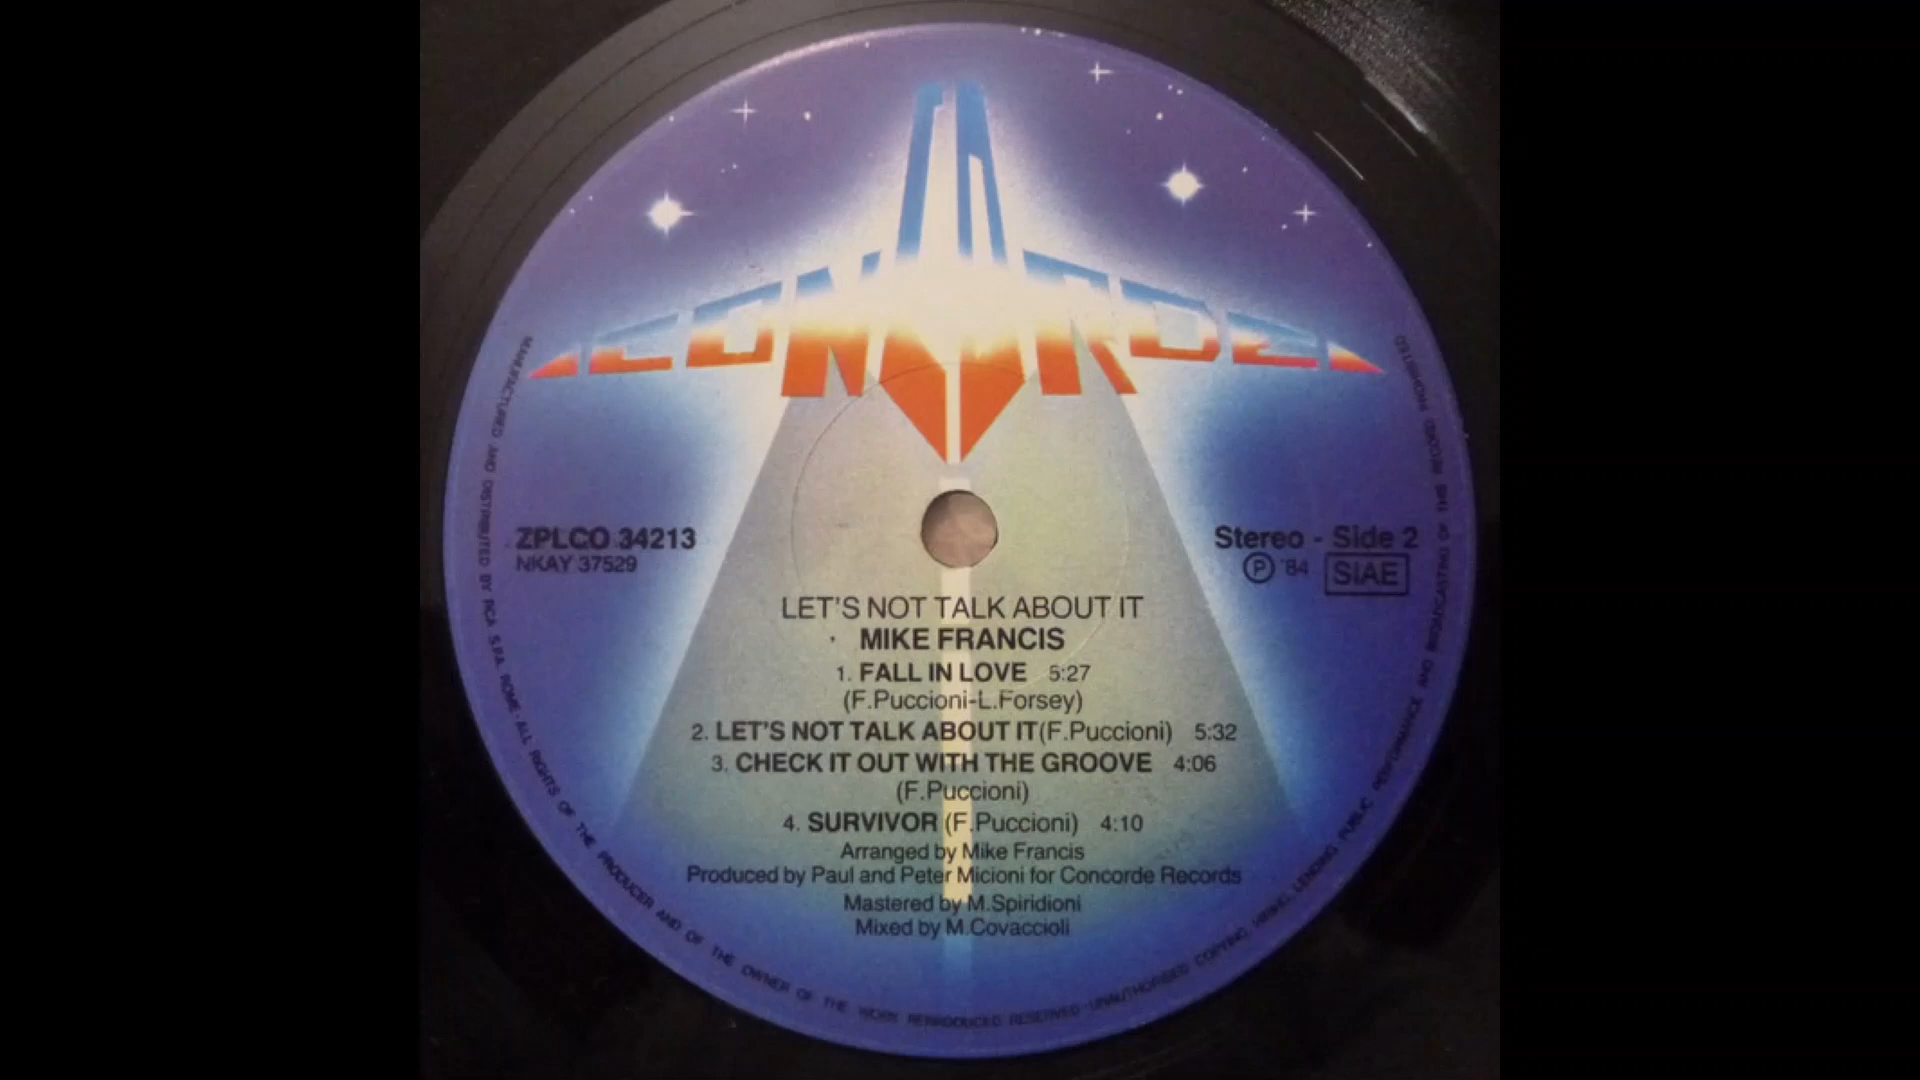 CONCORDE
ZPLCO 34213
NKAY 37529
Stereo - Side 2
Ⓟ '84 SIAE
LET'S NOT TALK ABOUT IT
MIKE FRANCIS
1. FALL IN LOVE 5:27
(F.Puccioni-L.Forsey)
2. LET'S NOT TALK ABOUT IT(F.Puccioni) 5:32
3. CHECK IT OUT WITH THE GROOVE 4:06
(F.Puccioni)
4. SURVIVOR (F.Puccioni) 4:10
Arranged by Mike Francis
Produced by Paul and Peter Micioni for Concorde Records
Mastered by M.Spiridioni
Mixed by M.Covaccioli
MANUFACTURED AND DISTRIBUTED BY RCA S.P.A. ROME-ALL RIGHTS OF THE PRODUCER AND OF THE OWNER OF THE WORK REPRODUCED RESERVED-UNAUTHORISED COPYING, HIRING, LENDING, PUBLIC PERFORMANCE AND BROADCASTING OF THIS RECORD PROHIBITED